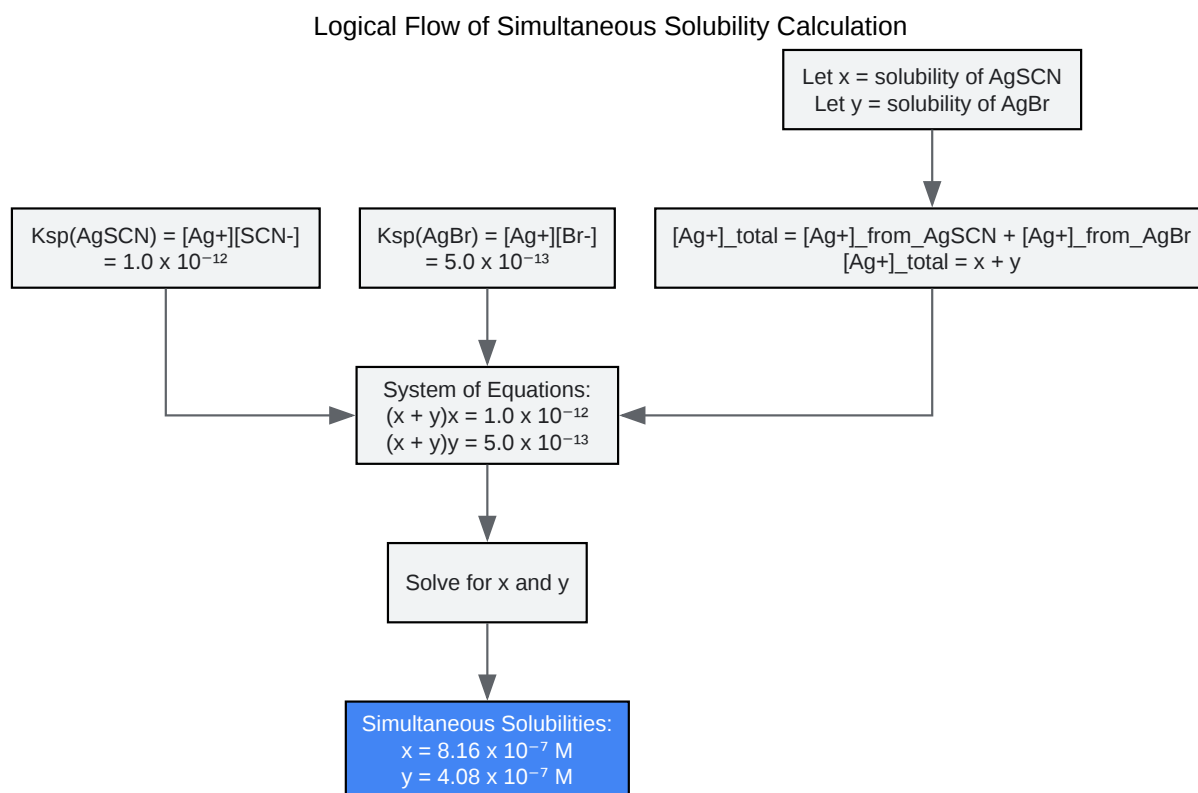 Logical Flow of Simultaneous Solubility Calculation
Let x = solubility of AgSCN
Let y = solubility of AgBr
Ksp(AgSCN) = [Ag+][SCN-]
= 1.0 x 10⁻¹²
Ksp(AgBr) = [Ag+][Br-]
= 5.0 x 10⁻¹³
[Ag+]_total = [Ag+]_from_AgSCN + [Ag+]_from_AgBr
[Ag+]_total = x + y
System of Equations:
(x + y)x = 1.0 x 10⁻¹²
(x + y)y = 5.0 x 10⁻¹³
Solve for x and y
Simultaneous Solubilities:
x = 8.16 x 10⁻⁷ M
y = 4.08 x 10⁻⁷ M